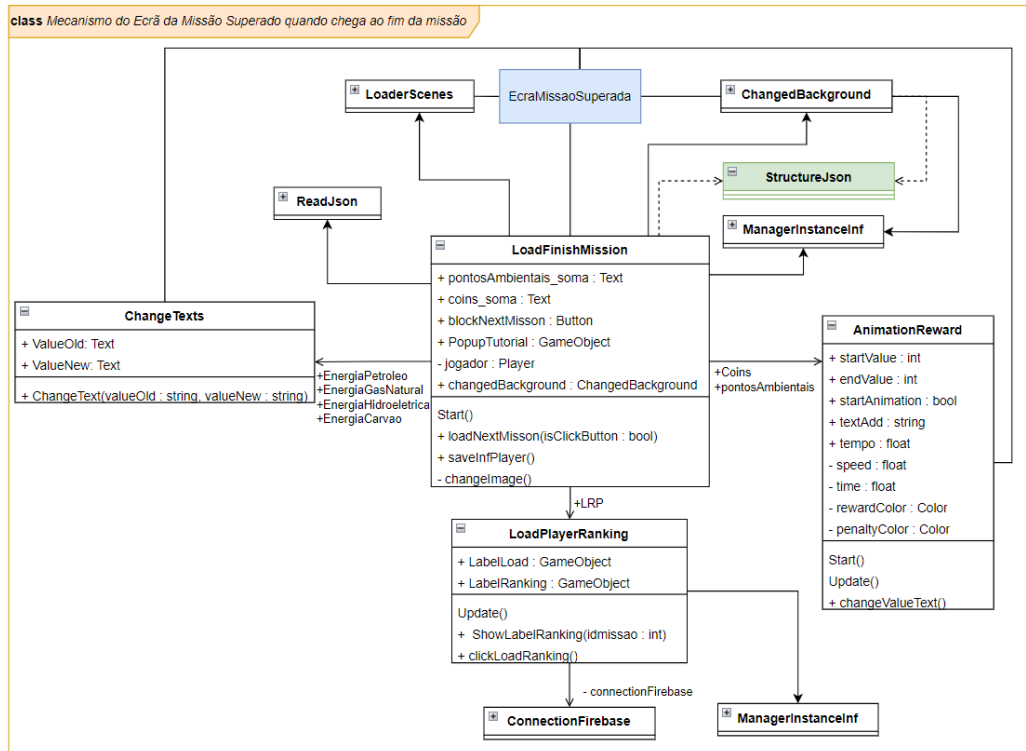 class Mecanismo do Ecrã da Missão Superado quando chega ao fim da missão
LoaderScenes
EcraMissaoSuperada
ChangedBackground
StructureJson
ReadJson
ManagerInstanceInf
LoadFinishMission
+ pontosAmbientais_soma : Text
+ coins_soma : Text
+ blockNextMisson : Button
+ PopupTutorial : GameObject
- jogador : Player
+ changedBackground : ChangedBackground
Start()
+ loadNextMisson(isClickButton : bool)
+ saveInfPlayer()
- changeImage()
ChangeTexts
+ ValueOld: Text
+ ValueNew: Text
+ ChangeText(valueOld : string, valueNew : string)
+EnergiaPetroleo
+EnergiaGasNatural
+EnergiaHidroeletrica
+EnergiaCarvao
+Coins
+pontosAmbientais
AnimationReward
+ startValue : int
+ endValue : int
+ startAnimation : bool
+ textAdd : string
+ tempo : float
- speed : float
- time : float
- rewardColor : Color
- penaltyColor : Color
Start()
Update()
+ changeValueText()
+LRP
LoadPlayerRanking
+ LabelLoad : GameObject
+ LabelRanking : GameObject
Update()
+ ShowLabelRanking(idmissao : int)
+ clickLoadRanking()
- connectionFirebase
ConnectionFirebase
ManagerInstanceInf